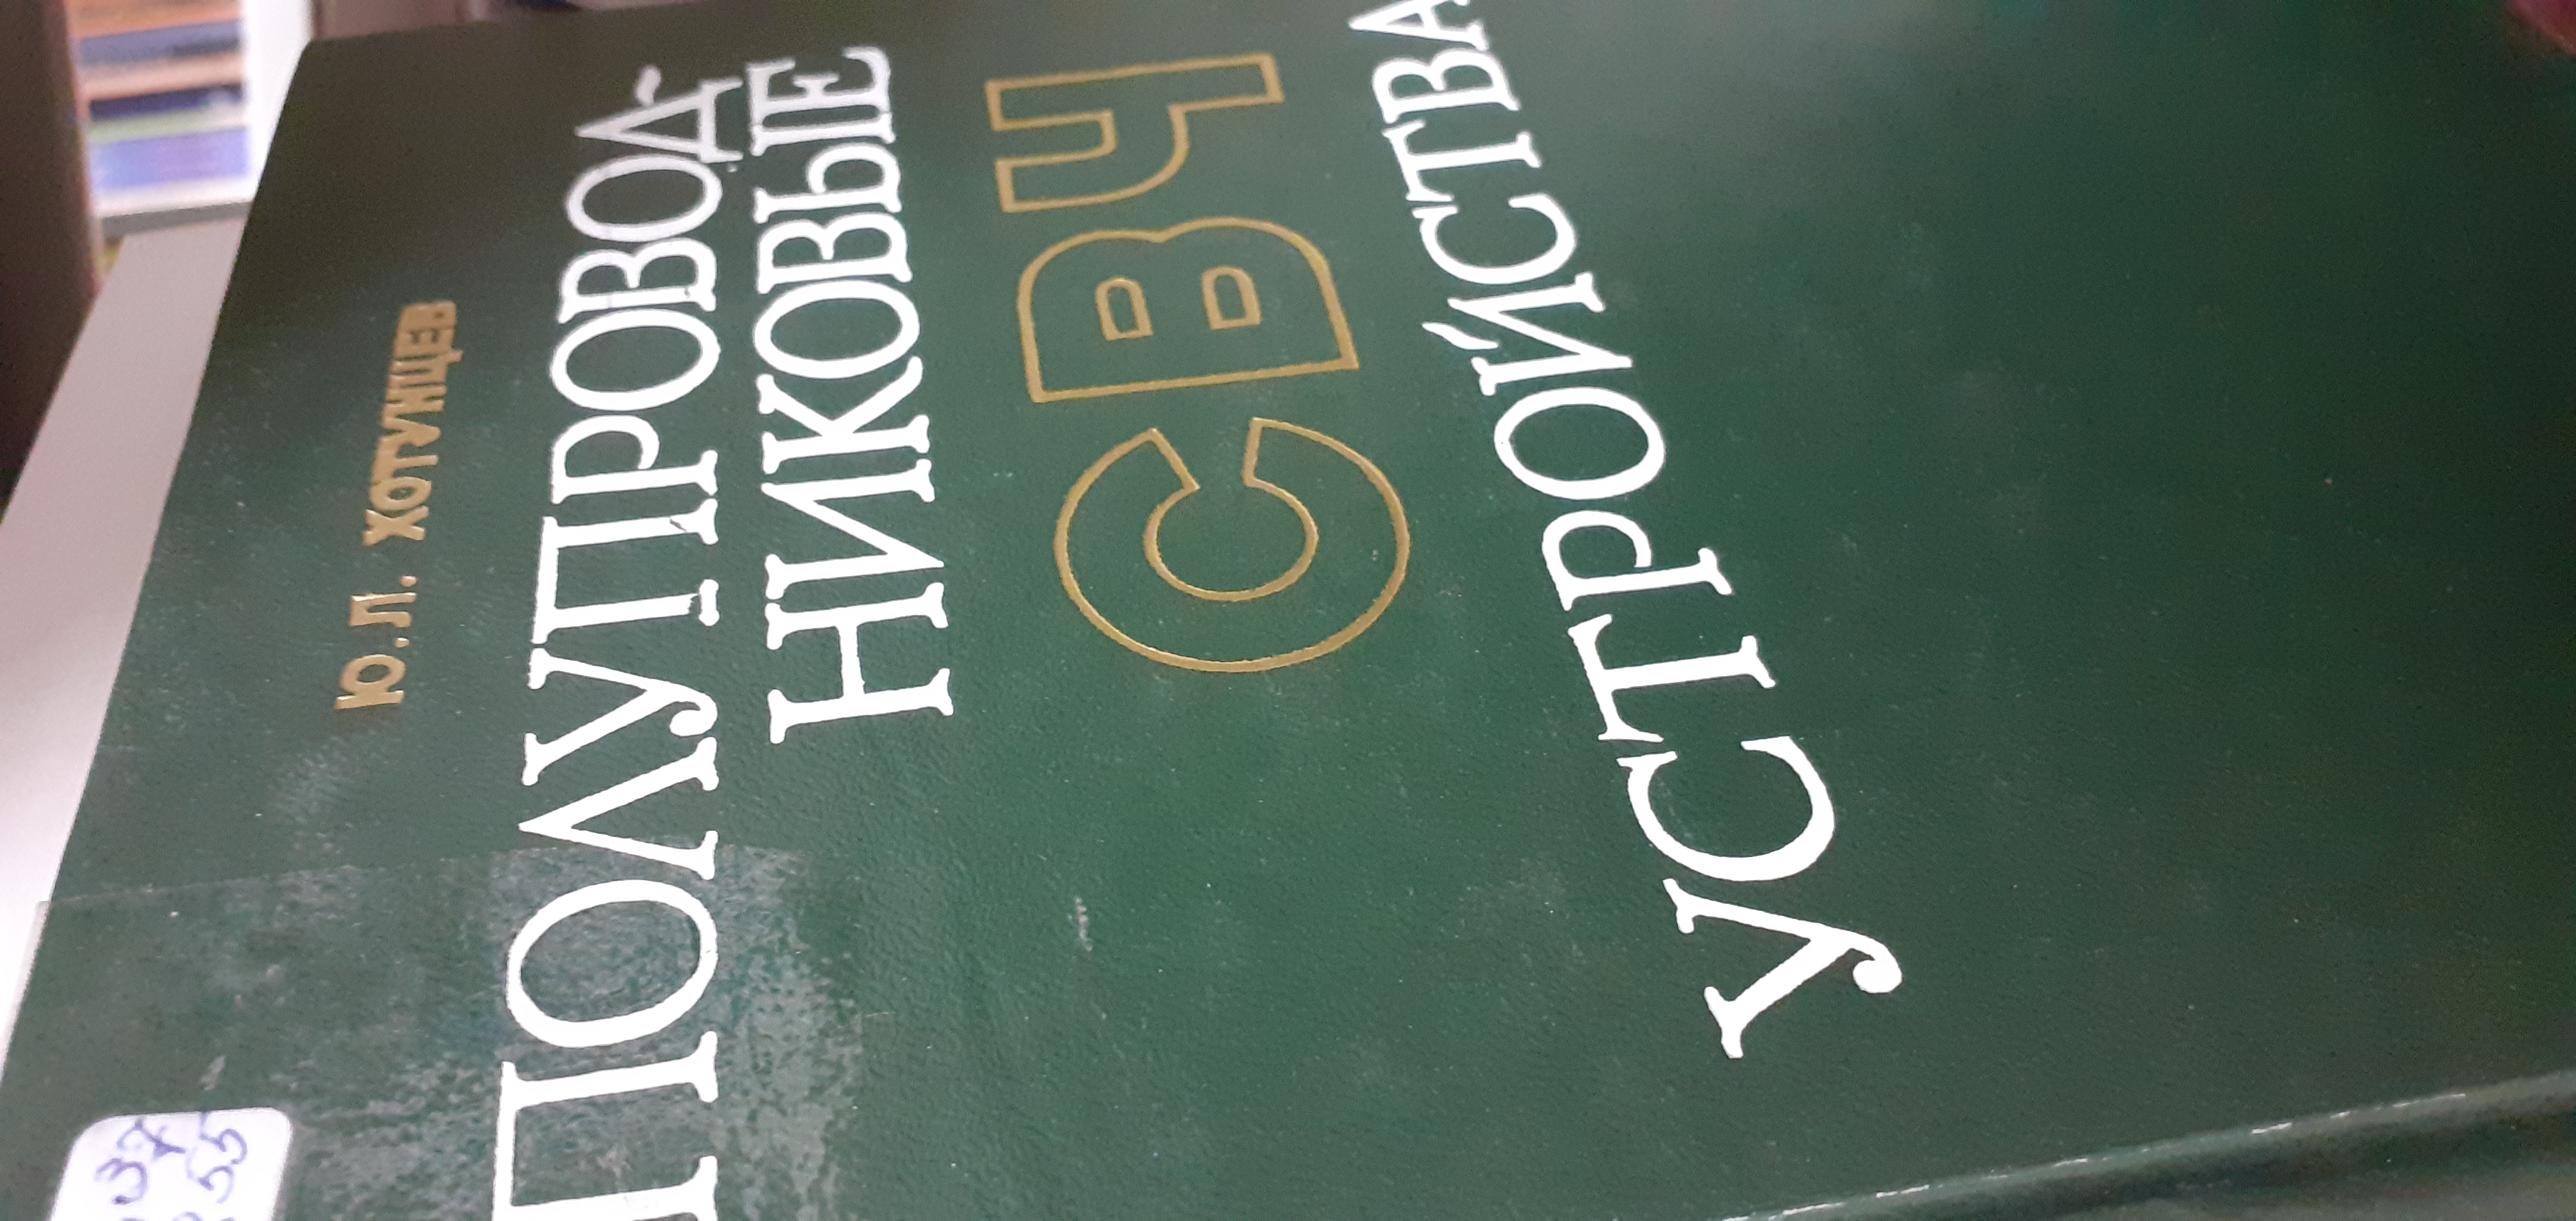 Ю.Л. ХОТУНЦЕВ
ПОЛУПРОВОД-
НИКОВЫЕ
СВЧ
УСТРОЙСТВА